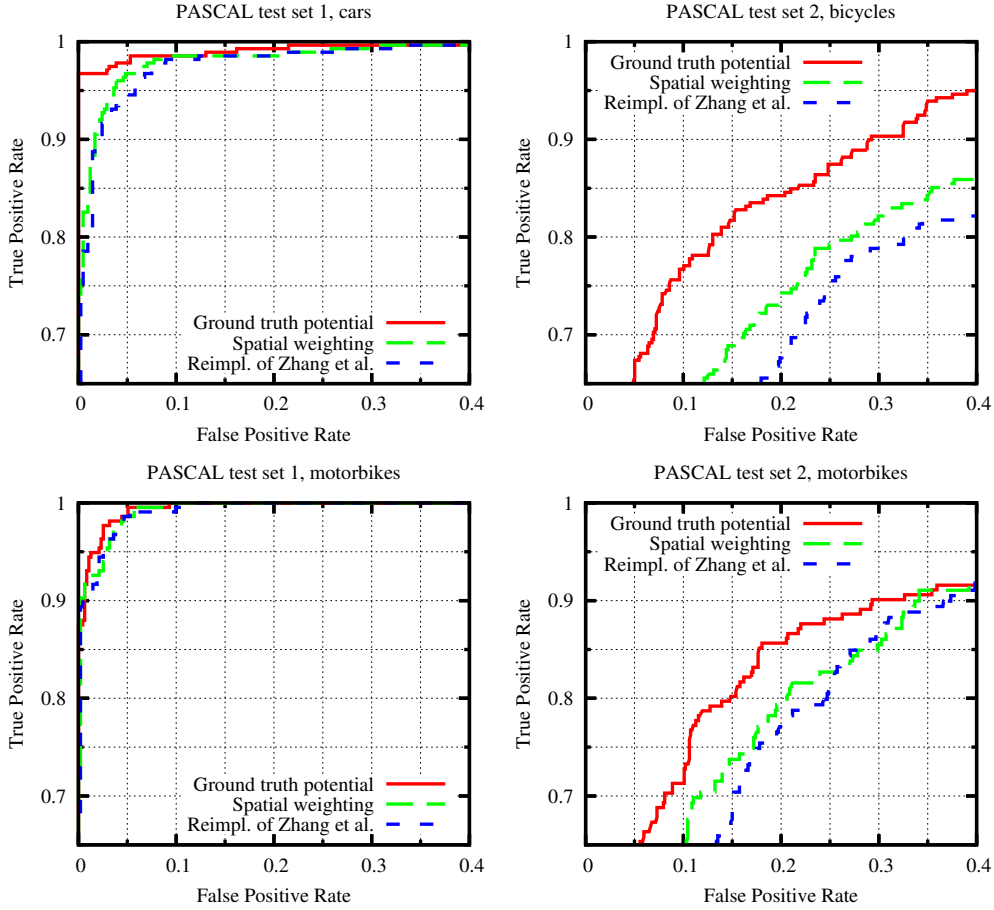 PASCAL test set 1, cars
1
0.9
0.8
0.7
0
0.1
0.2
0.3
0.4
True Positive Rate
False Positive Rate
Ground truth potential
Spatial weighting
Reimpl. of Zhang et al.
PASCAL test set 2, bicycles
1
0.9
0.8
0.7
0
0.1
0.2
0.3
0.4
True Positive Rate
False Positive Rate
Ground truth potential
Spatial weighting
Reimpl. of Zhang et al.
PASCAL test set 1, motorbikes
1
0.9
0.8
0.7
0
0.1
0.2
0.3
0.4
True Positive Rate
False Positive Rate
Ground truth potential
Spatial weighting
Reimpl. of Zhang et al.
PASCAL test set 2, motorbikes
1
0.9
0.8
0.7
0
0.1
0.2
0.3
0.4
True Positive Rate
False Positive Rate
Ground truth potential
Spatial weighting
Reimpl. of Zhang et al.